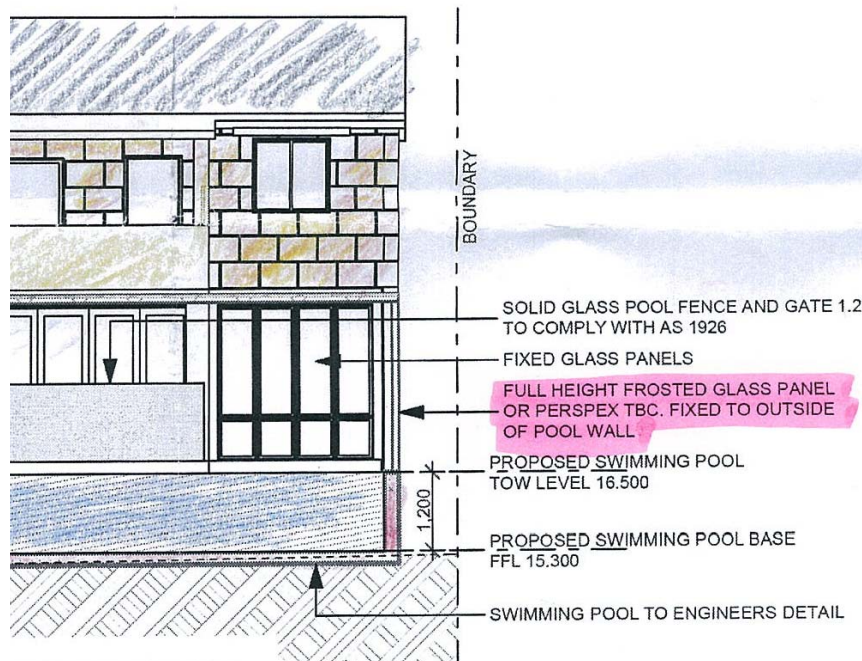 BOUNDARY
SOLID GLASS POOL FENCE AND GATE 1.2
TO COMPLY WITH AS 1926
FIXED GLASS PANELS
FULL HEIGHT FROSTED GLASS PANEL
OR PERSPEX TBC. FIXED TO OUTSIDE
OF POOL WALL.
PROPOSED SWIMMING POOL
TOW LEVEL 16.500
1,200
PROPOSED SWIMMING POOL BASE
FFL 15.300
SWIMMING POOL TO ENGINEERS DETAIL